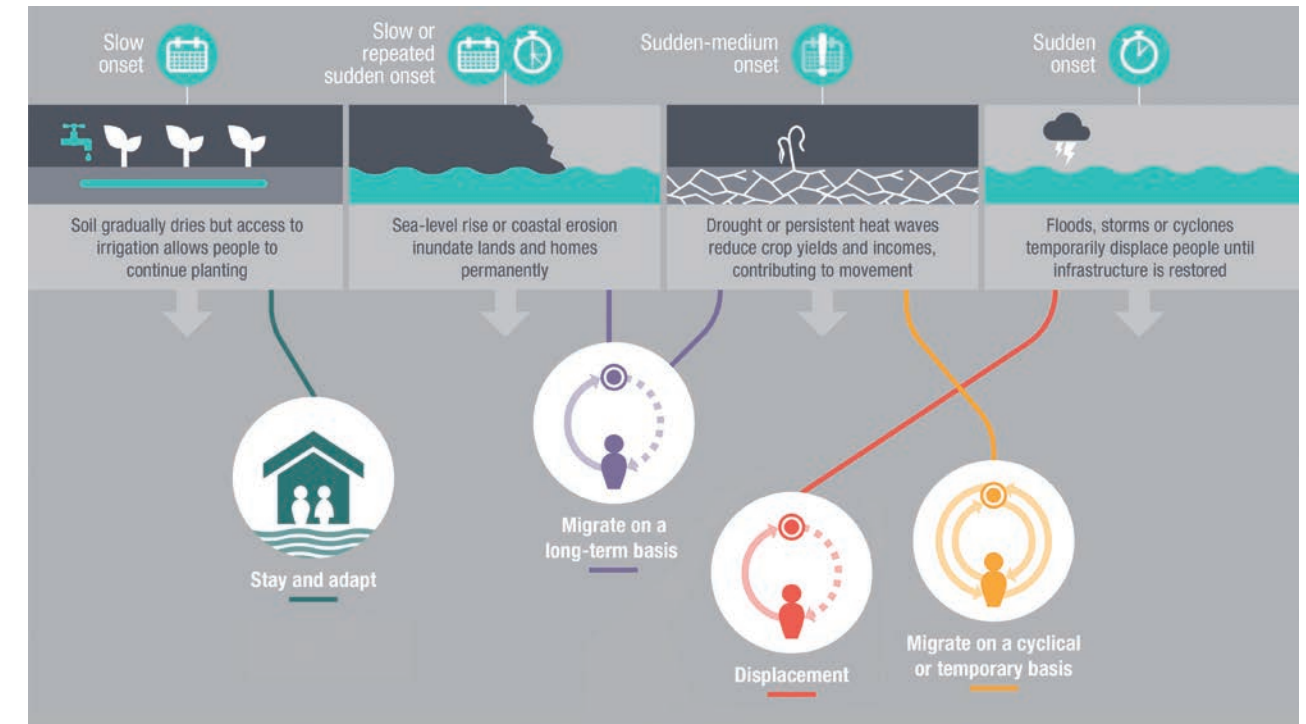 Slow
onset
Slow or
repeated
sudden onset
Sudden-medium
onset
Sudden
onset
Soil gradually dries but access to
irrigation allows people to
continue planting
Sea-level rise or coastal erosion
inundate lands and homes
permanently
Drought or persistent heat waves
reduce crop yields and incomes,
contributing to movement
Floods, storms or cyclones
temporarily displace people until
infrastructure is restored
Stay and adapt
Migrate on a
long-term basis
Displacement
Migrate on a cyclical
or temporary basis